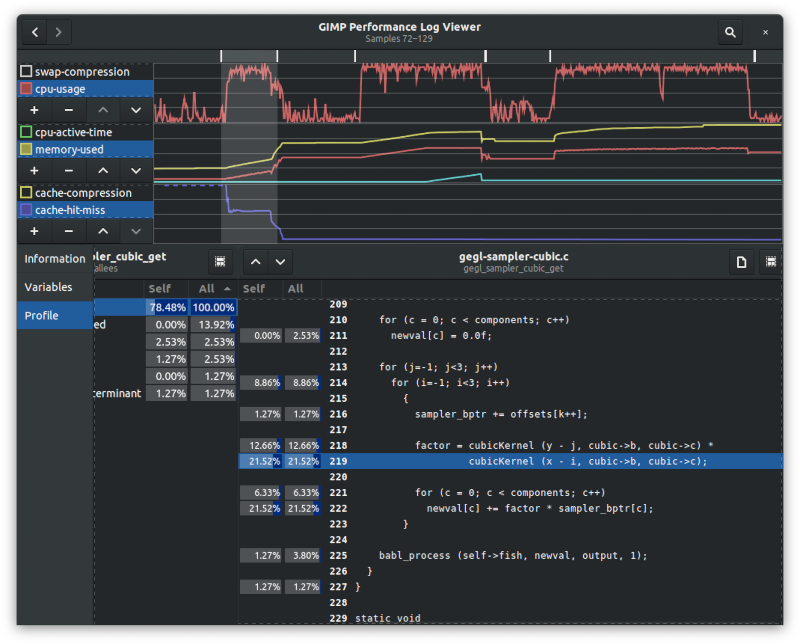 GIMP Performance Log Viewer
Samples 72–129
swap-compression
cpu-usage
cpu-active-time
memory-used
cache-compression
cache-hit-miss
Information
Variables
Profile
pler_cubic_get
allees
Self All
78.48% 100.00%
ed 0.00% 13.92%
2.53% 2.53%
1.27% 2.53%
0.00% 1.27%
terminant 1.27% 1.27%
gegl-sampler-cubic.c
gegl_sampler_cubic_get
Self All
209
210 for (c = 0; c < components; c++)
0.00% 2.53% 211 newval[c] = 0.0f;
212
213 for (j=-1; j<3; j++)
8.86% 8.86% 214 for (i=-1; i<3; i++)
215 {
1.27% 1.27% 216 sampler_bptr += offsets[k++];
217
12.66% 12.66% 218 factor = cubicKernel (y - j, cubic->b, cubic->c) *
21.52% 21.52% 219 cubicKernel (x - i, cubic->b, cubic->c);
220
6.33% 6.33% 221 for (c = 0; c < components; c++)
21.52% 21.52% 222 newval[c] += factor * sampler_bptr[c];
223 }
224
1.27% 3.80% 225 babl_process (self->fish, newval, output, 1);
226 }
1.27% 1.27% 227 }
228
229 static void